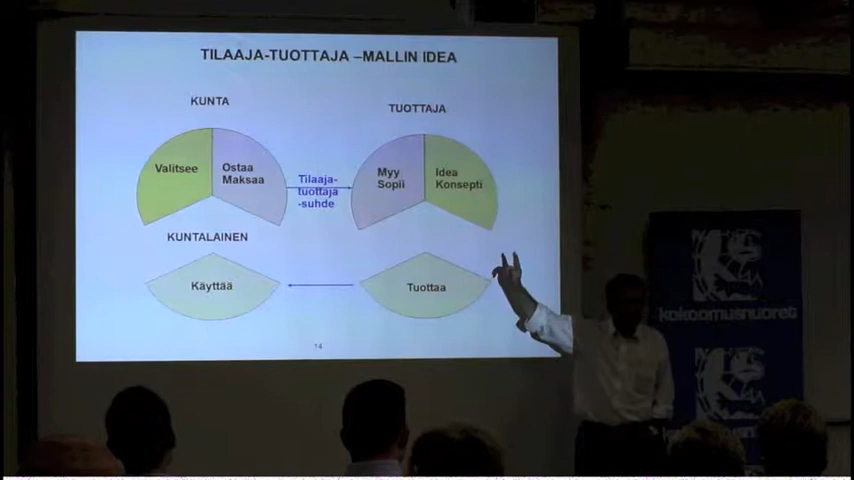 TILAAJA-TUOTTAJA –MALLIN IDEA
KUNTA
TUOTTAJA
Valitsee
Ostaa
Maksaa
Tilaaja-
tuottaja
-suhde
Myy
Sopii
Idea
Konsepti
KUNTALAINEN
Käyttää
Tuottaa
14
kokoomusnuoret